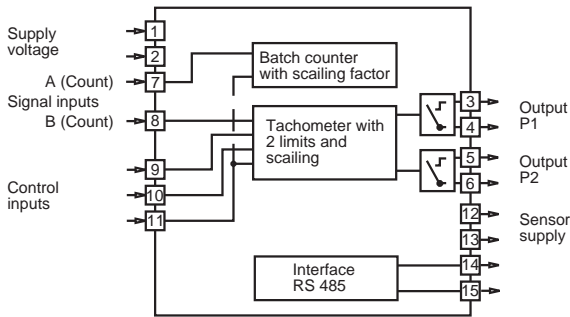 Supply
voltage
1
2
A (Count)
7
Signal inputs
B (Count)
8
9
Control
inputs
10
11
Batch counter
with scailing factor
Tachometer with
2 limits and
scailing
Interface
RS 485
3
4
Output
P1
5
6
Output
P2
12
13
Sensor
supply
14
15